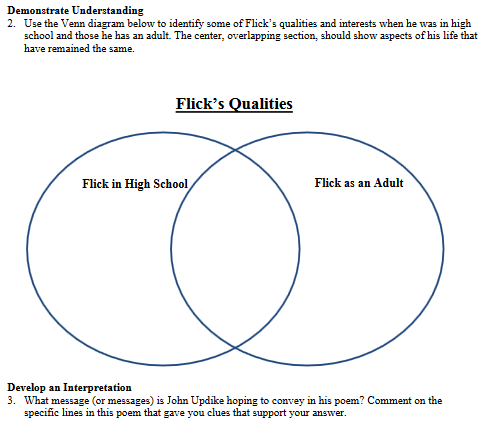 Demonstrate Understanding
2. Use the Venn diagram below to identify some of Flick's qualities and interests when he was in high
school and those he has an adult. The center, overlapping section, should show aspects of his life that
have remained the same.
Flick's Qualities
Flick in High School
Flick as an Adult
Develop an Interpretation
3. What message (or messages) is John Updike hoping to convey in his poem? Comment on the
specific lines in this poem that gave you clues that support your answer.